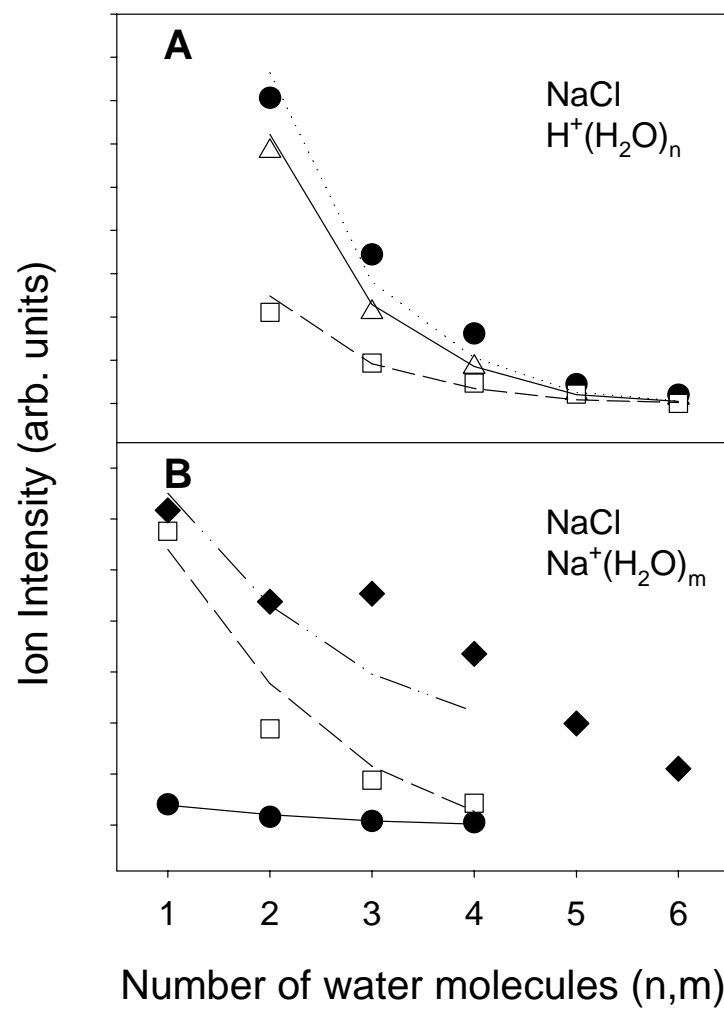 A
NaCl
H⁺(H₂O)ₙ
B
NaCl
Na⁺(H₂O)ₘ
Ion Intensity (arb. units)
1 2 3 4 5 6
Number of water molecules (n,m)